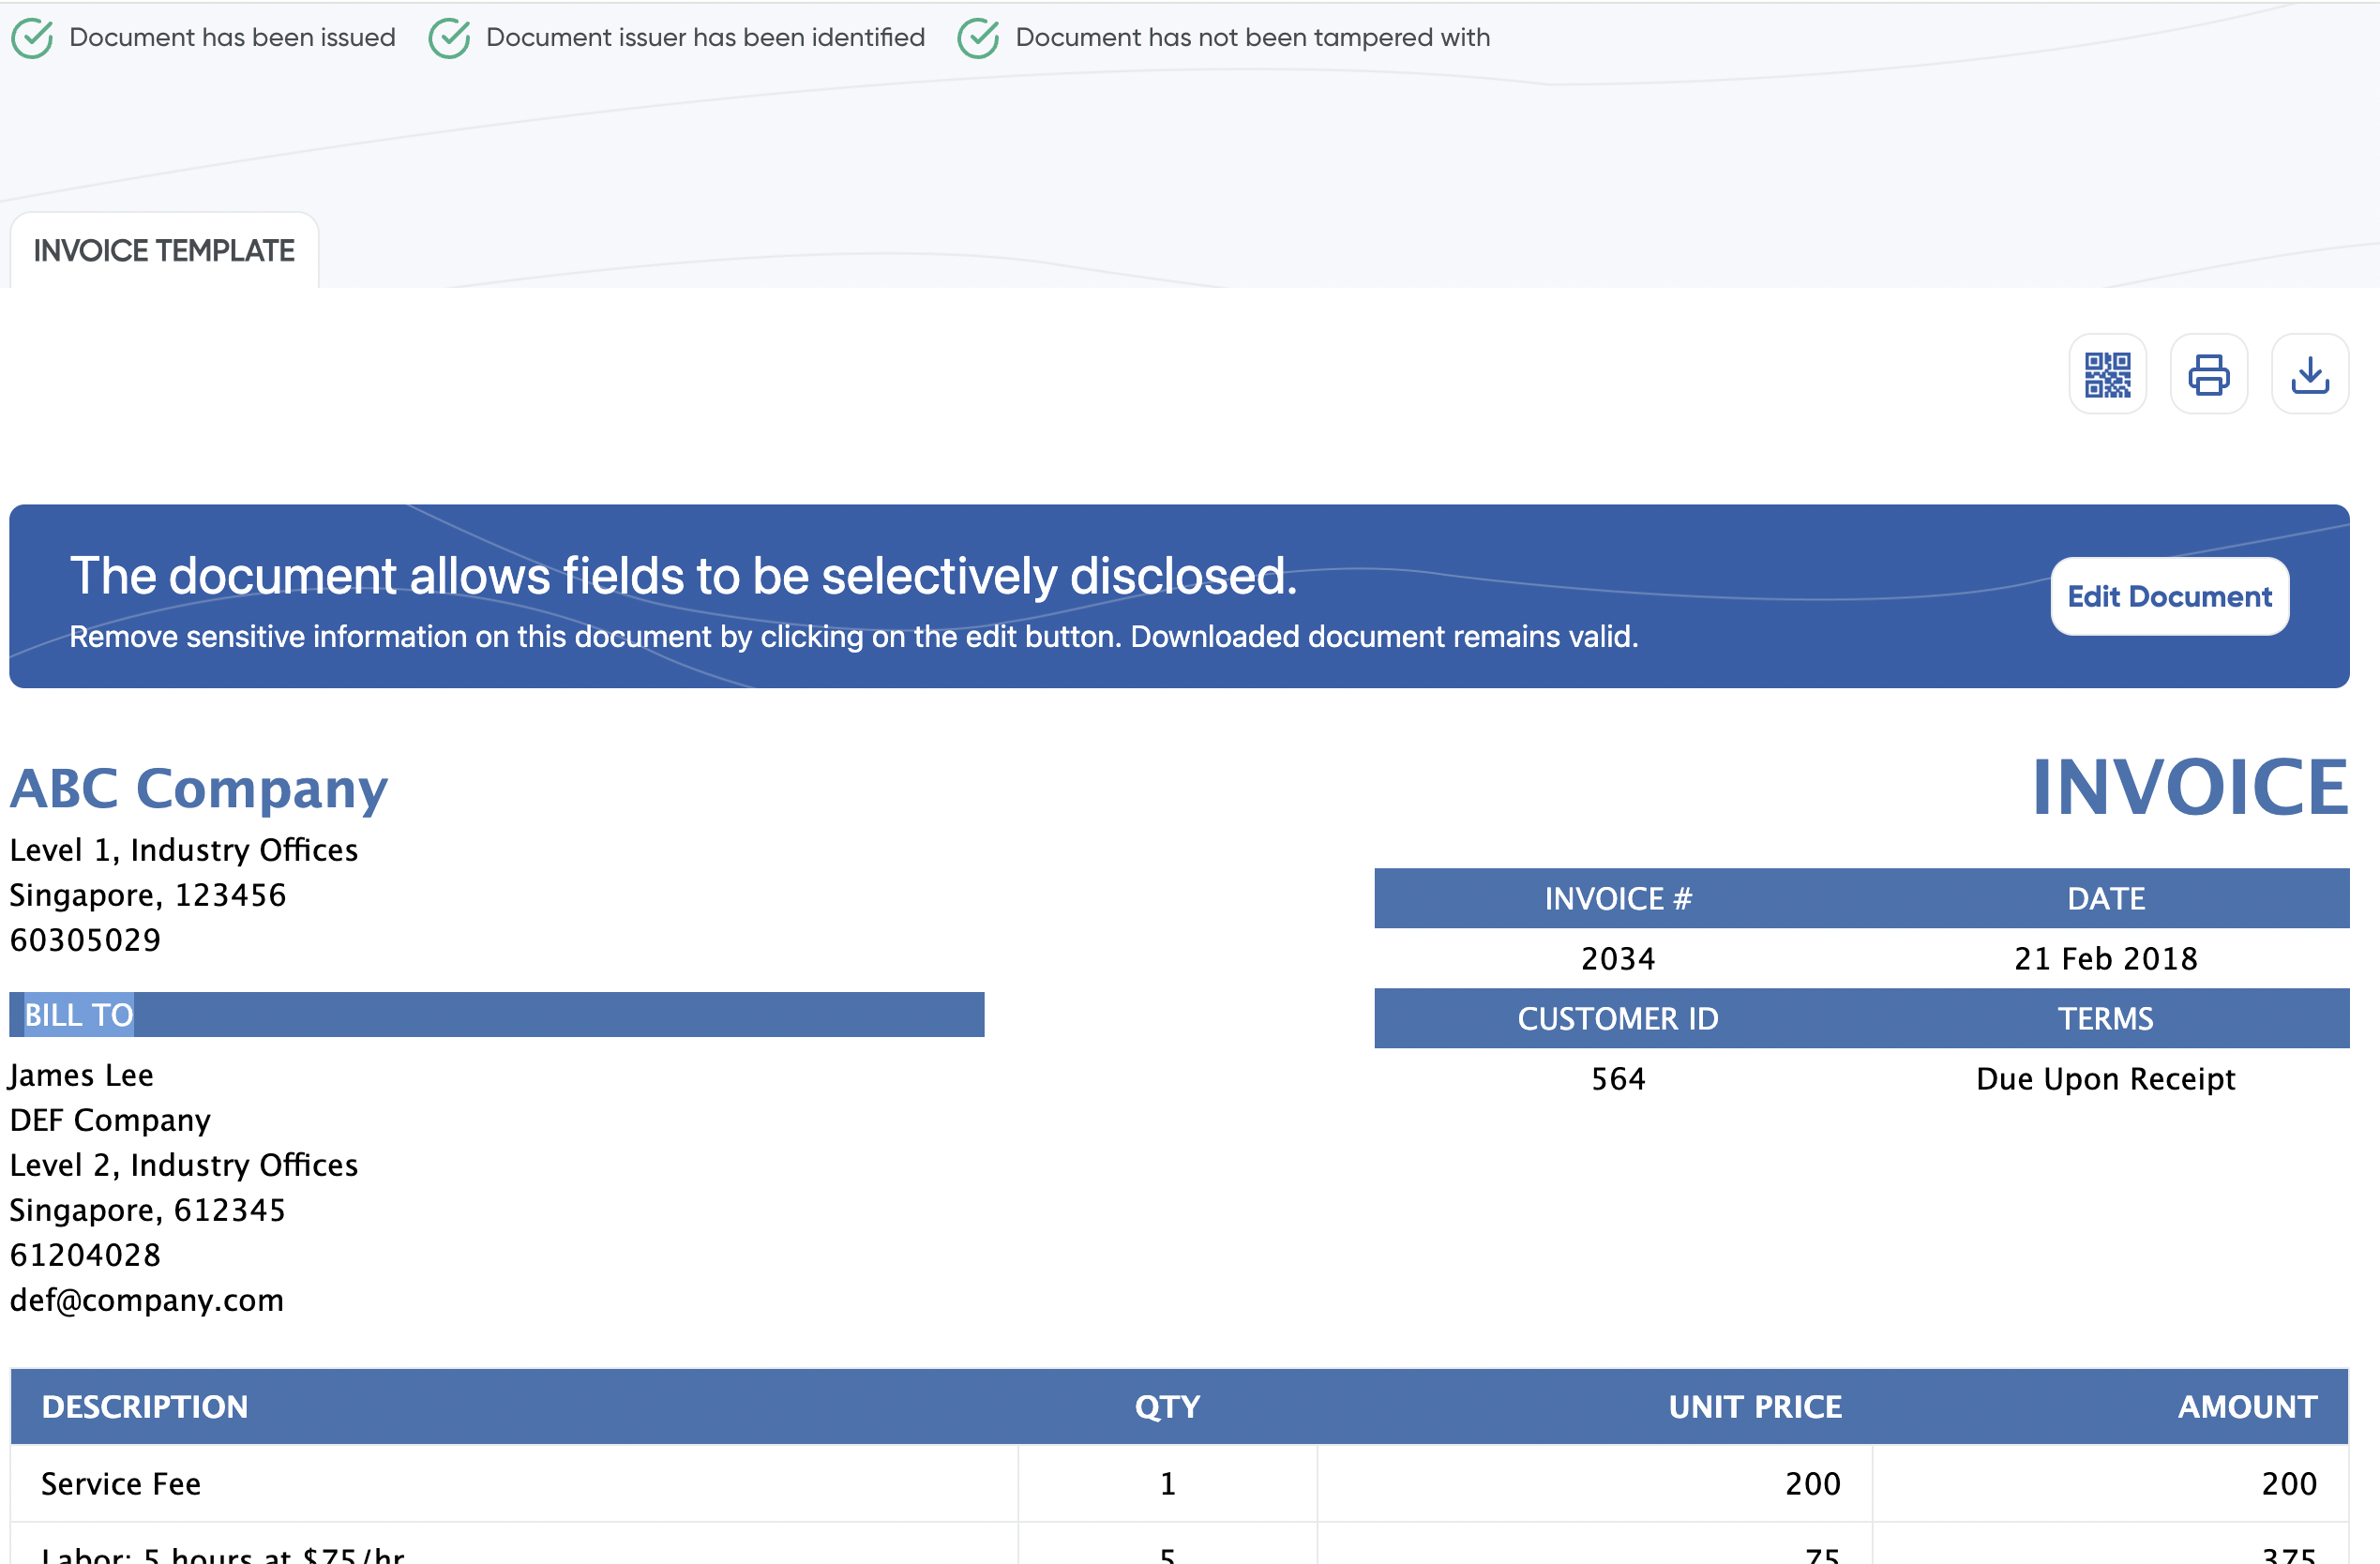 Document has been issued Document issuer has been identified Document has not been tampered with
INVOICE TEMPLATE
The document allows fields to be selectively disclosed.
Remove sensitive information on this document by clicking on the edit button. Downloaded document remains valid.
Edit Document
ABC Company
Level 1, Industry Offices
Singapore, 123456
60305029
INVOICE
INVOICE # DATE
2034 21 Feb 2018
CUSTOMER ID TERMS
564 Due Upon Receipt
BILL TO
James Lee
DEF Company
Level 2, Industry Offices
Singapore, 612345
61204028
def@company.com
DESCRIPTION QTY UNIT PRICE AMOUNT
Service Fee 1 200 200
Labor: 5 hours at $75/hr 5 75 375